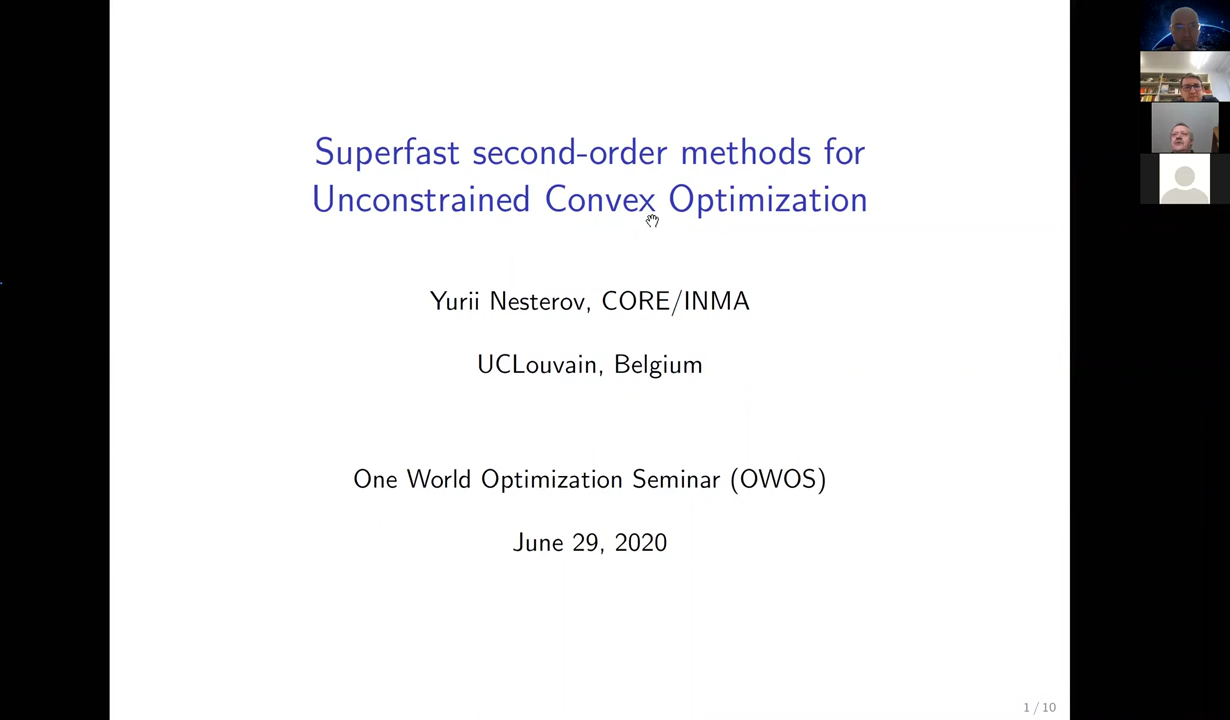 Superfast second-order methods for
Unconstrained Convex Optimization
Yurii Nesterov, CORE/INMA
UCLouvain, Belgium
One World Optimization Seminar (OWOS)
June 29, 2020
1 / 10